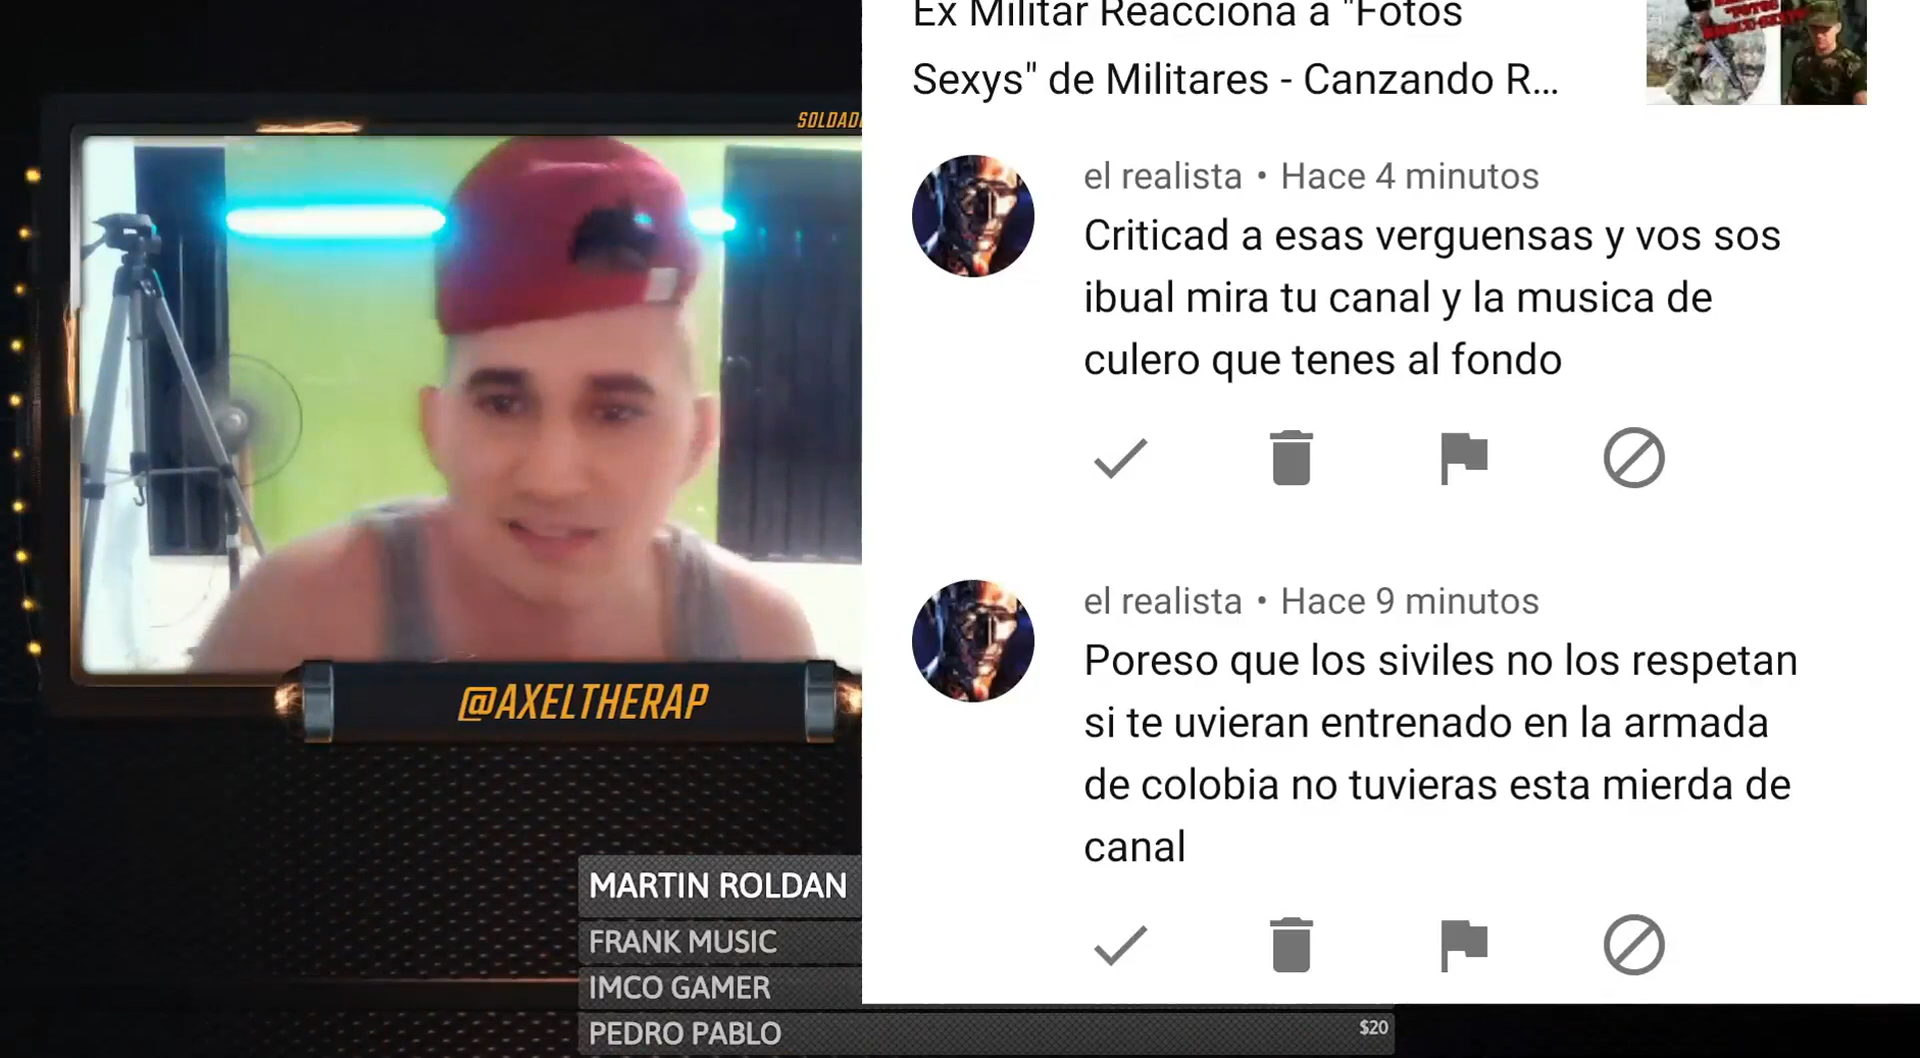 Ex Militar Reacciona a "Fotos
Sexys" de Militares - Canzando R...
SOLDAD
el realista • Hace 4 minutos
Criticad a esas verguensas y vos sos
ibual mira tu canal y la musica de
culero que tenes al fondo
el realista • Hace 9 minutos
Poreso que los siviles no los respetan
si te uvieran entrenado en la armada
de colobia no tuvieras esta mierda de
canal
@AXELTHERAP
MARTIN ROLDAN
FRANK MUSIC
IMCO GAMER
PEDRO PABLO
$20